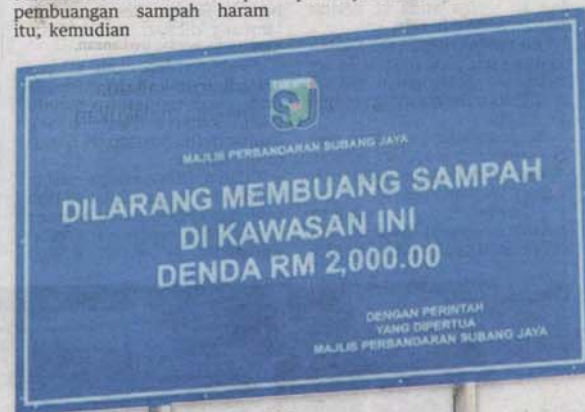 pembuangan sampah haram
itu, kemudian
SJ
MAJLIS PERBANDARAN SUBANG JAYA
DILARANG MEMBUANG SAMPAH
DI KAWASAN INI
DENDA RM 2,000.00
DENGAN PERINTAH
YANG DIPERTUA
MAJLIS PERBANDARAN SUBANG JAYA